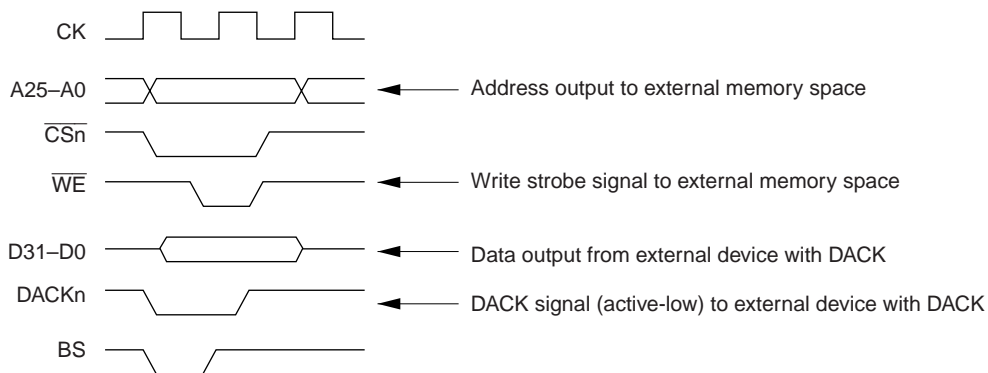 CK
A25–A0 Address output to external memory space
CSn
WE Write strobe signal to external memory space
D31–D0 Data output from external device with DACK
DACKn DACK signal (active-low) to external device with DACK
BS